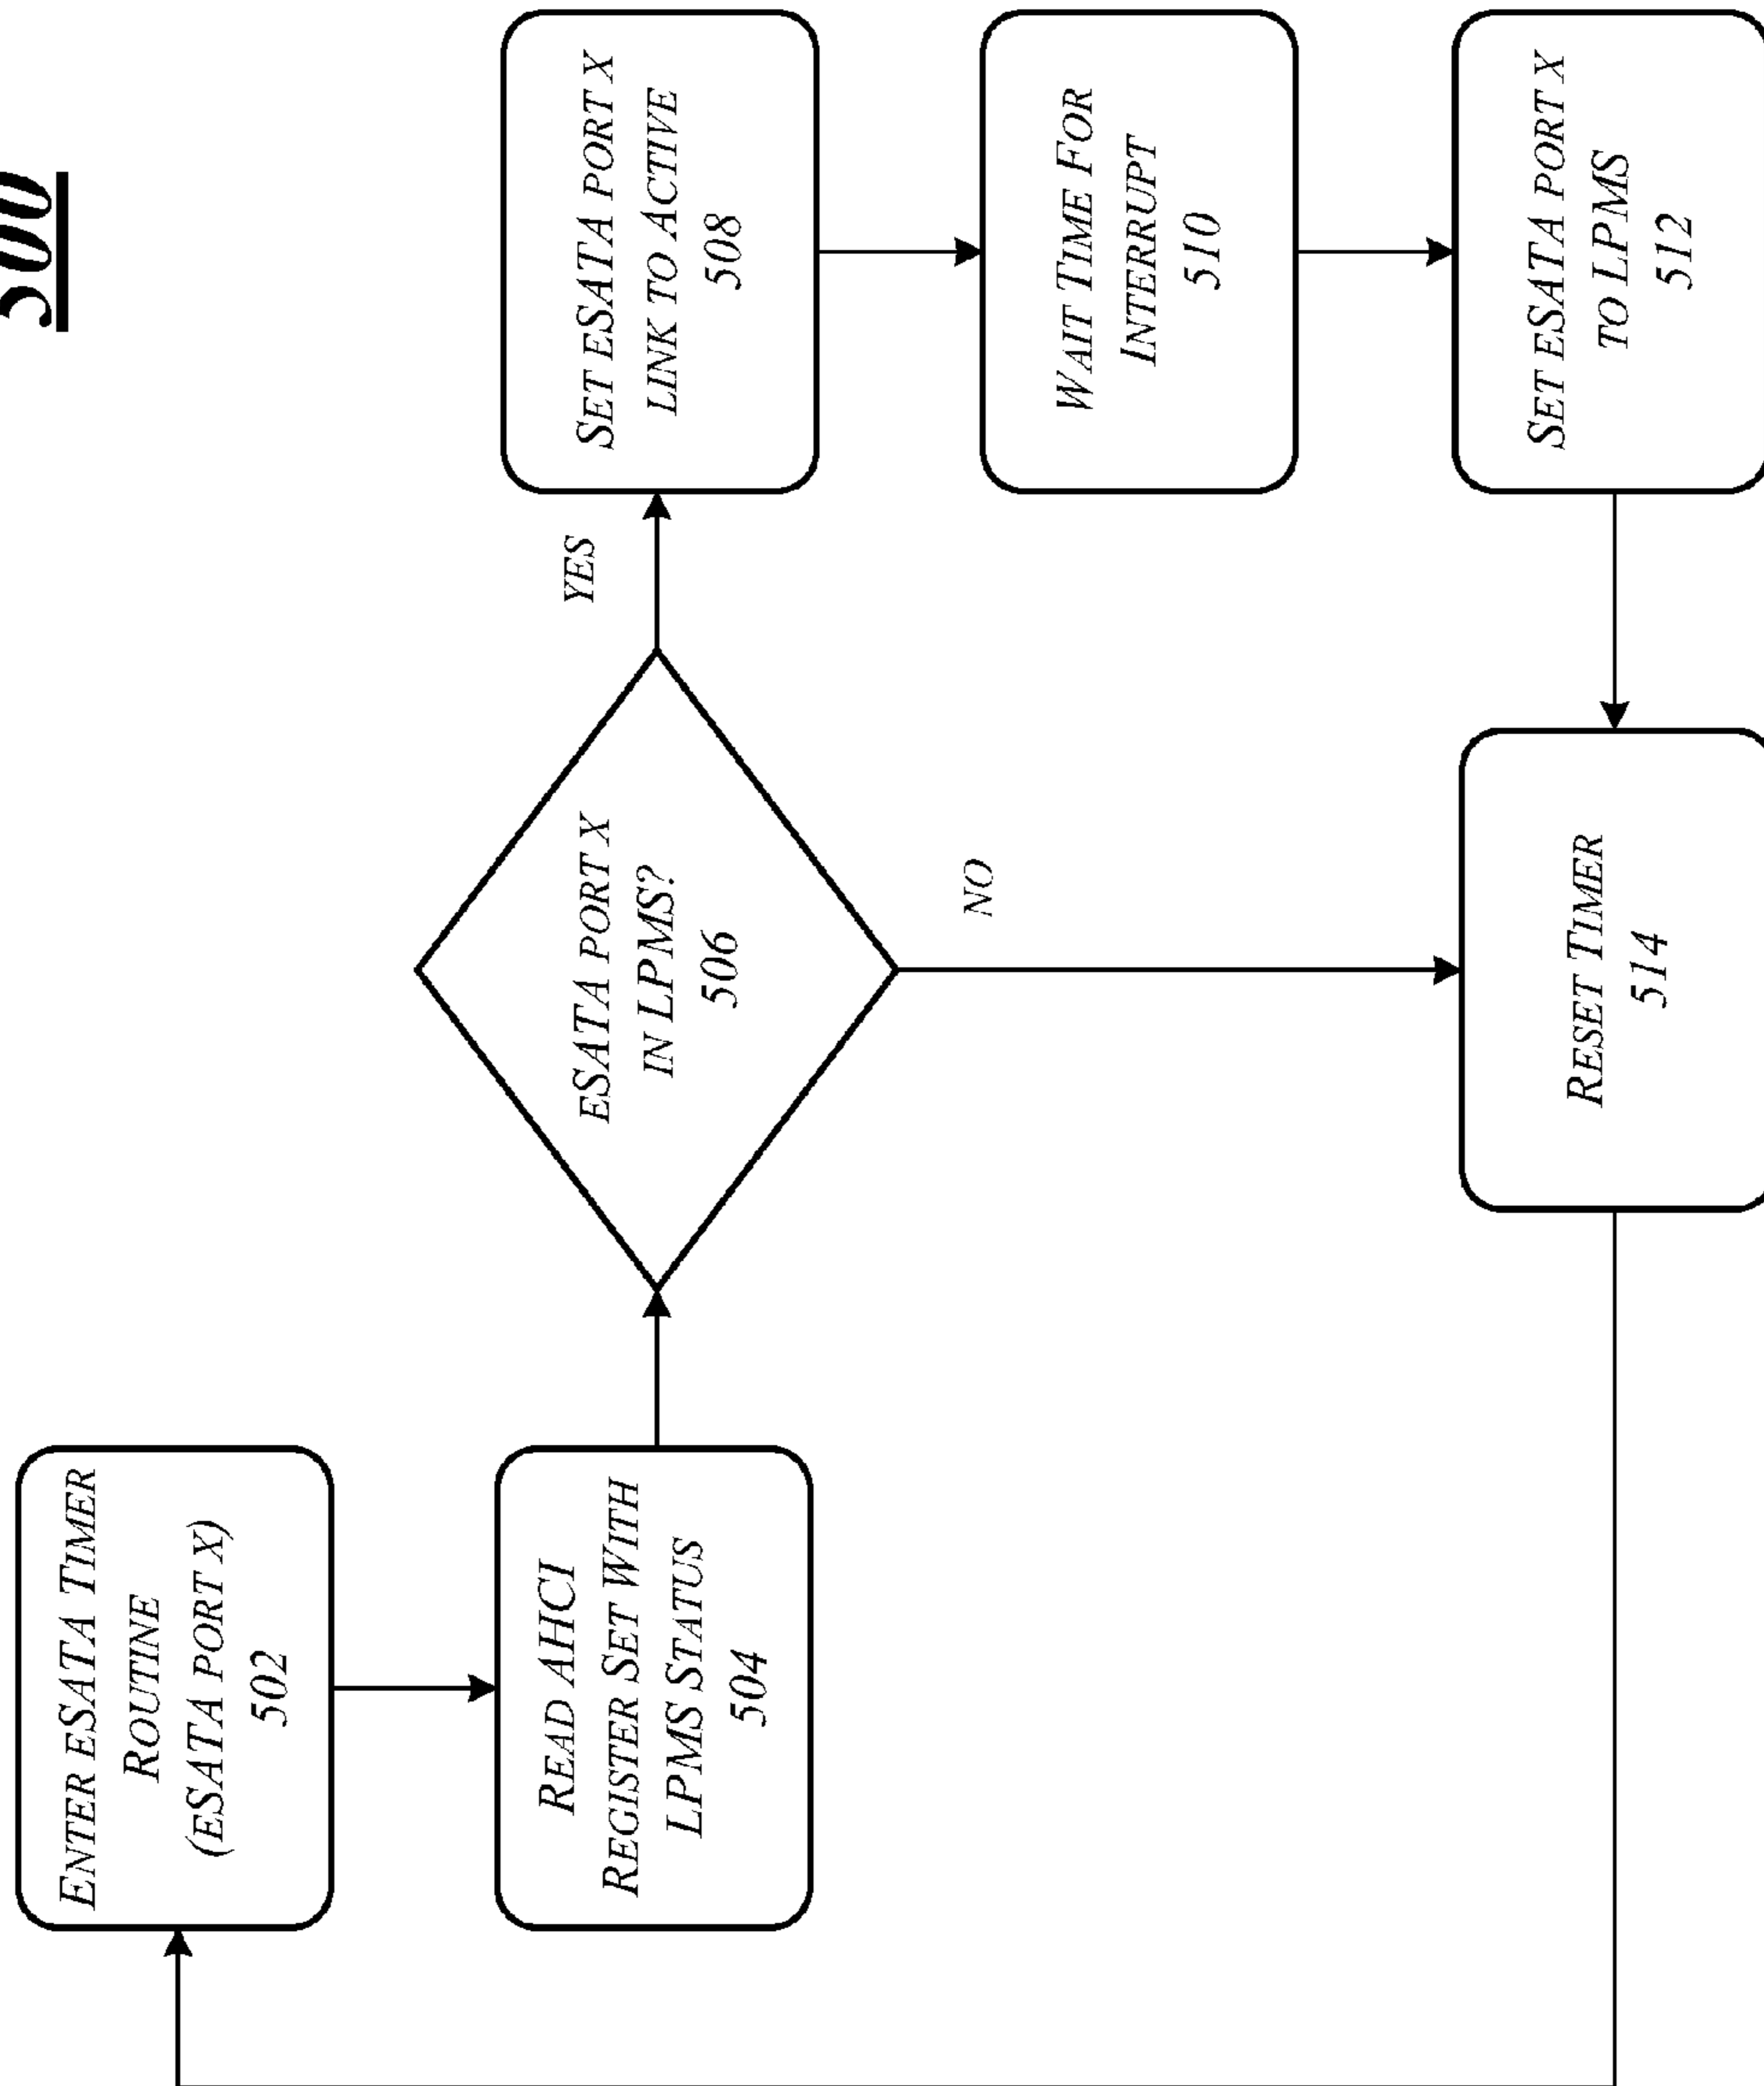 500
ENTER ESATA TIMER
ROUTINE
(ESATA PORT X)
502
READ AHCI
REGISTER SET WITH
LPMS STATUS
504
ESATA PORT X
IN LPMS?
506
YES
NO
SET ESATA PORT X
LINK TO ACTIVE
508
WAIT TIME FOR
INTERRUPT
510
SET ESATA PORT X
TO LPMS
512
RESET TIMER
514